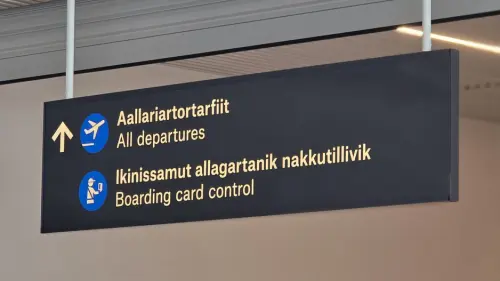 Aallariartortarfiit
All departures
Ikinissamut allagartanik nakkutillivik
Boarding card control